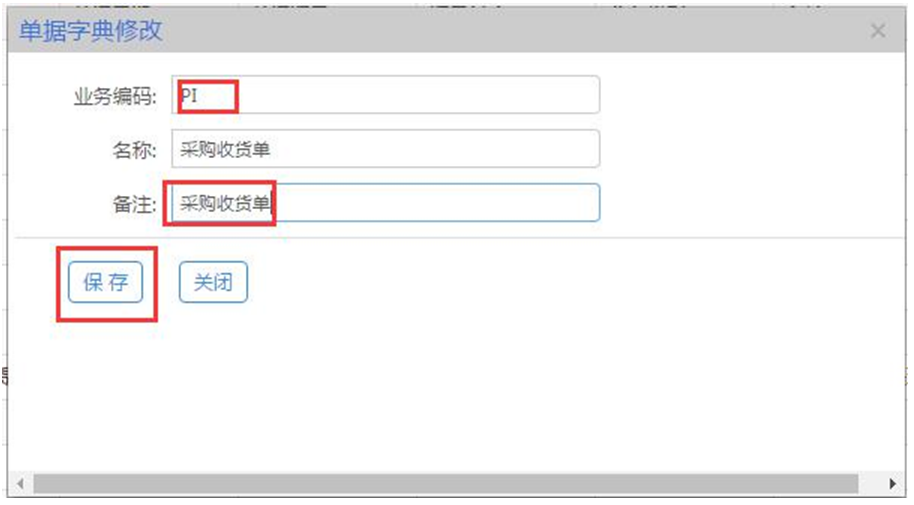 单据字典修改
业务编码: PI
名称: 采购收货单
备注: 采购收货单
保存 关闭